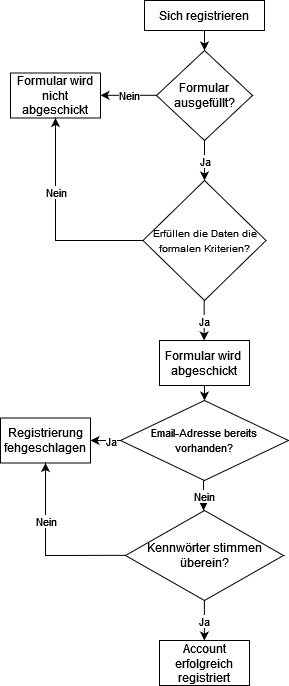 Sich registrieren
Formular
ausgefüllt?
Nein
Formular wird
nicht
abgeschickt
Ja
Nein
Erfüllen die Daten die
formalen Kriterien?
Ja
Formular wird
abgeschickt
Email-Adresse bereits
vorhanden?
Ja
Registrierung
fehgeschlagen
Nein
Nein
Kennwörter stimmen
überein?
Ja
Account
erfolgreich
registriert